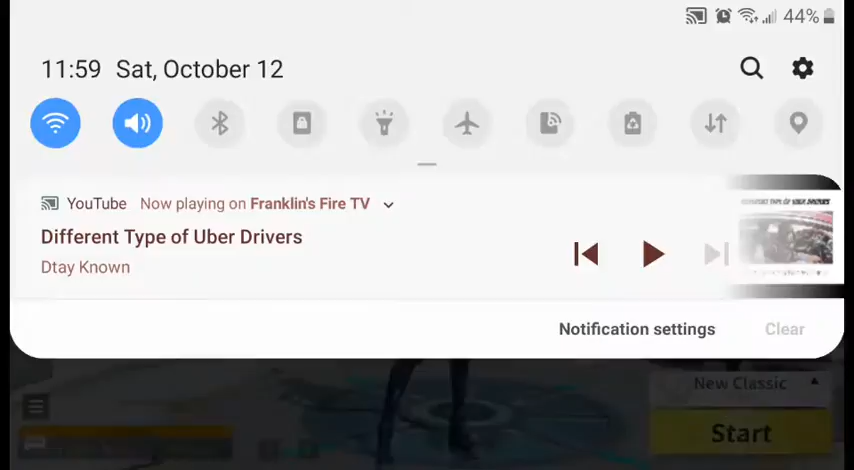 44%
11:59 Sat, October 12
YouTube Now playing on Franklin's Fire TV
Different Type of Uber Drivers
Dtay Known
Notification settings Clear
New Classic
Start